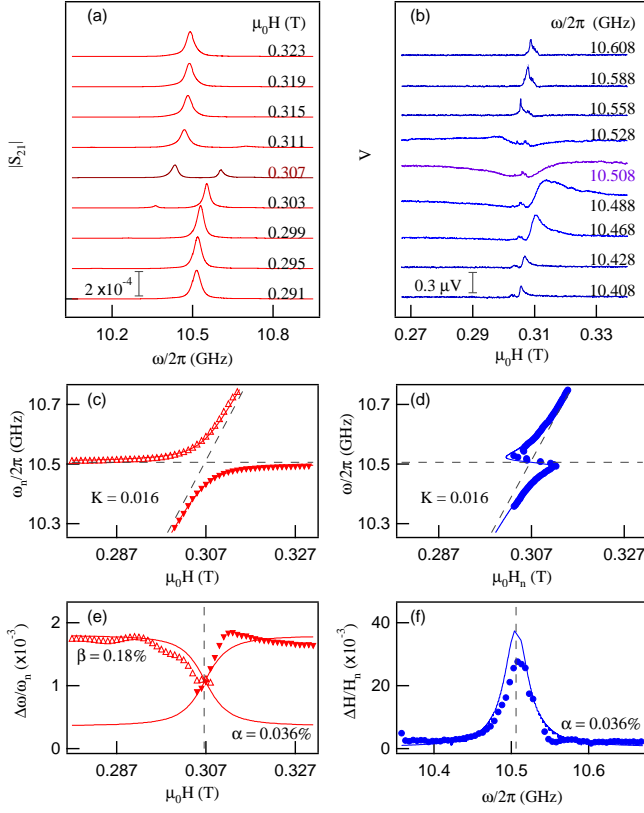 (a)
μ₀H (T)
0.323
0.319
0.315
0.311
0.307
0.303
0.299
0.295
0.291
2 x10⁻⁴
|S₂₁|
10.2 10.5 10.8
ω/2π (GHz)
(b)
ω/2π (GHz)
10.608
10.588
10.558
10.528
10.508
10.488
10.468
10.428
10.408
0.3 μV
V
0.27 0.29 0.31 0.33
μ₀H (T)
(c)
10.7
10.5
10.3
ωₙ/2π (GHz)
K = 0.016
0.287 0.307 0.327
μ₀H (T)
(d)
10.7
10.5
10.3
ω/2π (GHz)
K = 0.016
0.287 0.307 0.327
μ₀Hₙ (T)
(e)
2
1
0
Δω/ωₙ (x10⁻³)
β = 0.18%
α = 0.036%
0.287 0.307 0.327
μ₀H (T)
(f)
40
20
0
ΔH/Hₙ (x10⁻³)
α = 0.036%
10.4 10.5 10.6
ω/2π (GHz)